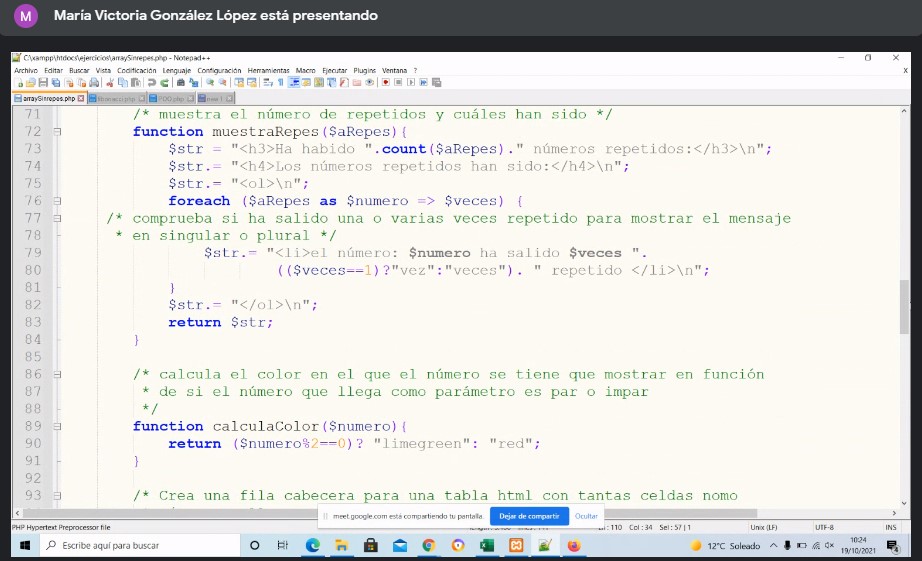 M María Victoria González López está presentando
C:\xampp\htdocs\ejercicios\arraySinrepes.php - Notepad++
Archivo Editar Buscar Vista Codificación Lenguaje Configuración Herramientas Macro Ejecutar Plugins Ventana ? X
arraySinrepes.php fibonacci.php POO.php new 1
71 /* muestra el número de repetidos y cuáles han sido */
72 function muestraRepes($aRepes){
73 $str = "<h3>Ha habido ".count($aRepes)." números repetidos:</h3>\n";
74 $str.= "<h4>Los números repetidos han sido:</h4>\n";
75 $str.= "<ol>\n";
76 foreach ($aRepes as $numero => $veces) {
77 /* comprueba si ha salido una o varias veces repetido para mostrar el mensaje
78 * en singular o plural */
79 $str.= "<li>el número: $numero ha salido $veces ".
80 (($veces==1)?"vez":"veces"). " repetido </li>\n";
81 }
82 $str.= "</ol>\n";
83 return $str;
84 }
85
86 /* calcula el color en el que el número se tiene que mostrar en función
87 * de si el número que llega como parámetro es par o impar
88 */
89 function calculaColor($numero){
90 return ($numero%2==0)? "limegreen": "red";
91 }
92
93 /* Crea una fila cabecera para una tabla html con tantas celdas nomo
meet.google.com está compartiendo tu pantalla. Dejar de compartir Ocultar
PHP Hypertext Preprocessor file Ln : 110 Col : 34 Sel : 57 | 1 Unix (LF) UTF-8 INS
Escribe aquí para buscar
12°C Soleado
10:24
19/10/2021
4